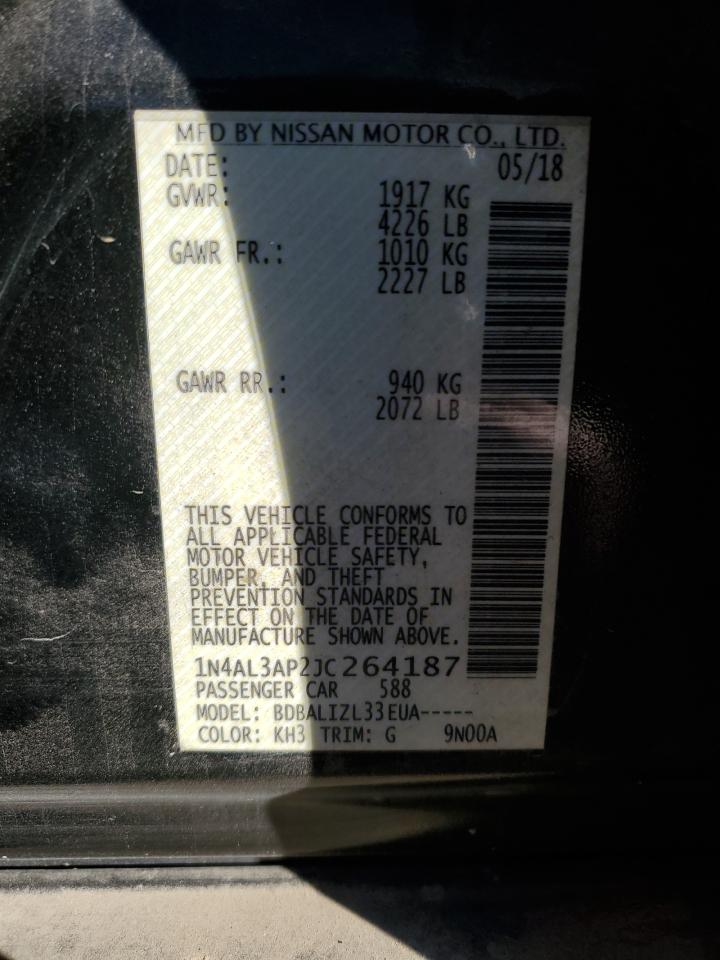 MFD BY NISSAN MOTOR CO., LTD.
DATE: 05/18
GVWR: 1917 KG
4226 LB
GAWR FR.: 1010 KG
2227 LB
GAWR RR.: 940 KG
2072 LB
THIS VEHICLE CONFORMS TO
ALL APPLICABLE FEDERAL
MOTOR VEHICLE SAFETY,
BUMPER, AND THEFT
PREVENTION STANDARDS IN
EFFECT ON THE DATE OF
MANUFACTURE SHOWN ABOVE.
1N4AL3AP2JC264187
PASSENGER CAR 588
MODEL: BDBALIZL33EUA-----
COLOR: KH3 TRIM: G 9N00A